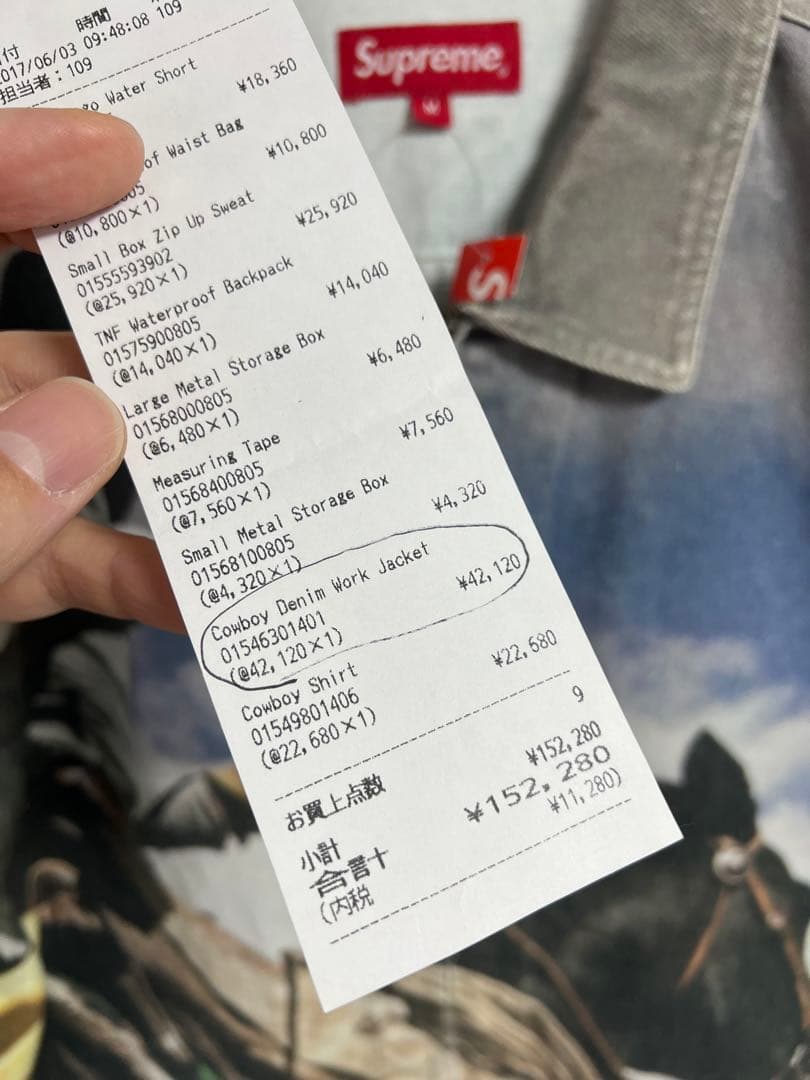 Supreme
M
S
時間
付
017/06/03 09:48:08 109
担当者：109
Water Short
¥18,360
of Waist Bag
805
(@10,800×1) ¥10,800
Small Box Zip Up Sweat
01555593902
(@25,920×1) ¥25,920
TNF Waterproof Backpack
01575900805
(@14,040×1) ¥14,040
Large Metal Storage Box
01568000805
(@6,480×1) ¥6,480
Measuring Tape
01568400805
(@7,560×1) ¥7,560
Small Metal Storage Box
01568100805
(@4,320×1) ¥4,320
Cowboy Denim Work Jacket
01546301401
(@42,120×1) ¥42,120
Cowboy Shirt
01549801406
(@22,680×1) ¥22,680
お買上点数 9
小計 ¥152,280
合計 ¥152,280
(内税 ¥11,280)